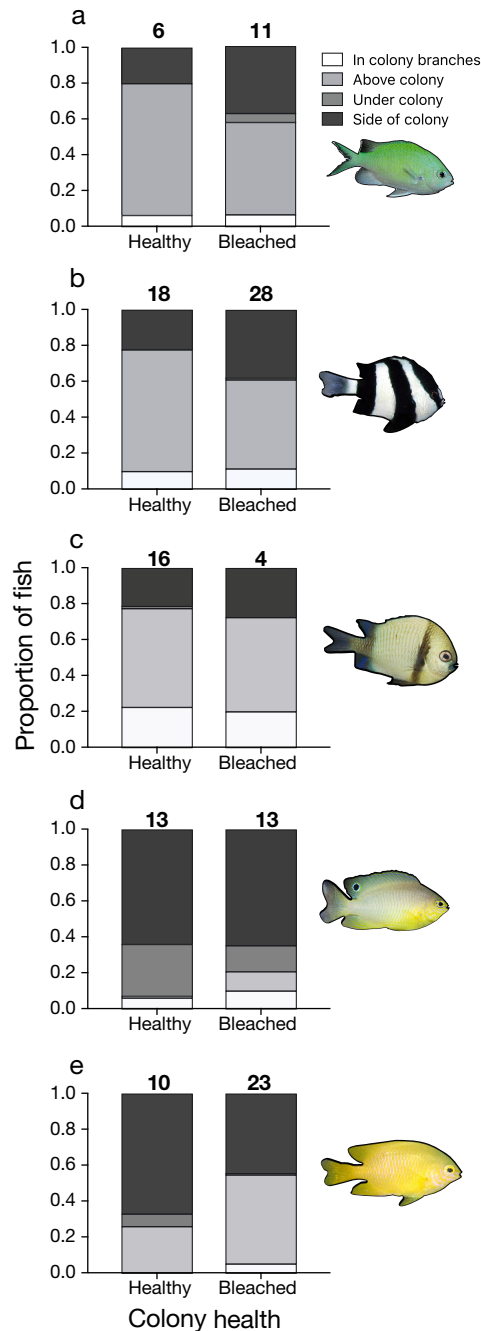 a
6 11
In colony branches
Above colony
Under colony
Side of colony
1.0
0.8
0.6
0.4
0.2
0.0
Healthy Bleached
b
18 28
1.0
0.8
0.6
0.4
0.2
0.0
Healthy Bleached
c
16 4
1.0
0.8
0.6
0.4
0.2
0.0
Healthy Bleached
Proportion of fish
d
13 13
1.0
0.8
0.6
0.4
0.2
0.0
Healthy Bleached
e
10 23
1.0
0.8
0.6
0.4
0.2
0.0
Healthy Bleached
Colony health